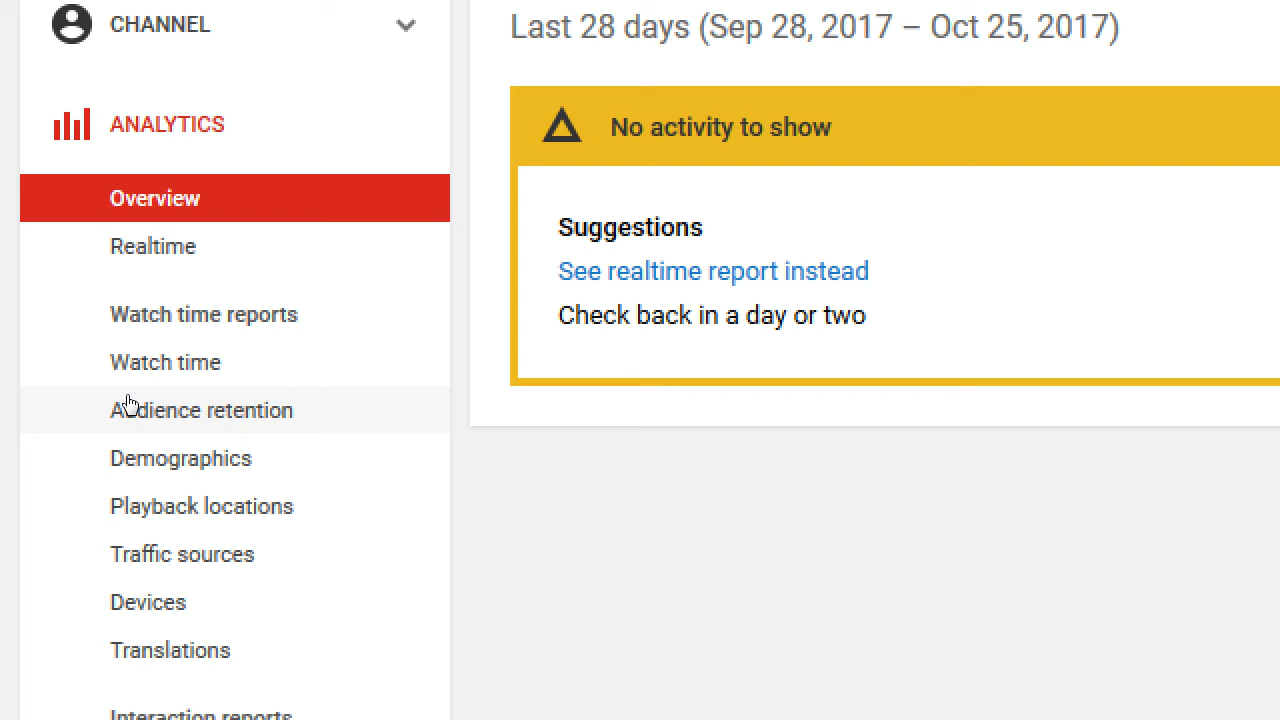 CHANNEL
ANALYTICS
Overview
Realtime
Watch time reports
Watch time
Audience retention
Demographics
Playback locations
Traffic sources
Devices
Translations
Interaction reports
Last 28 days (Sep 28, 2017 – Oct 25, 2017)
No activity to show
Suggestions
See realtime report instead
Check back in a day or two